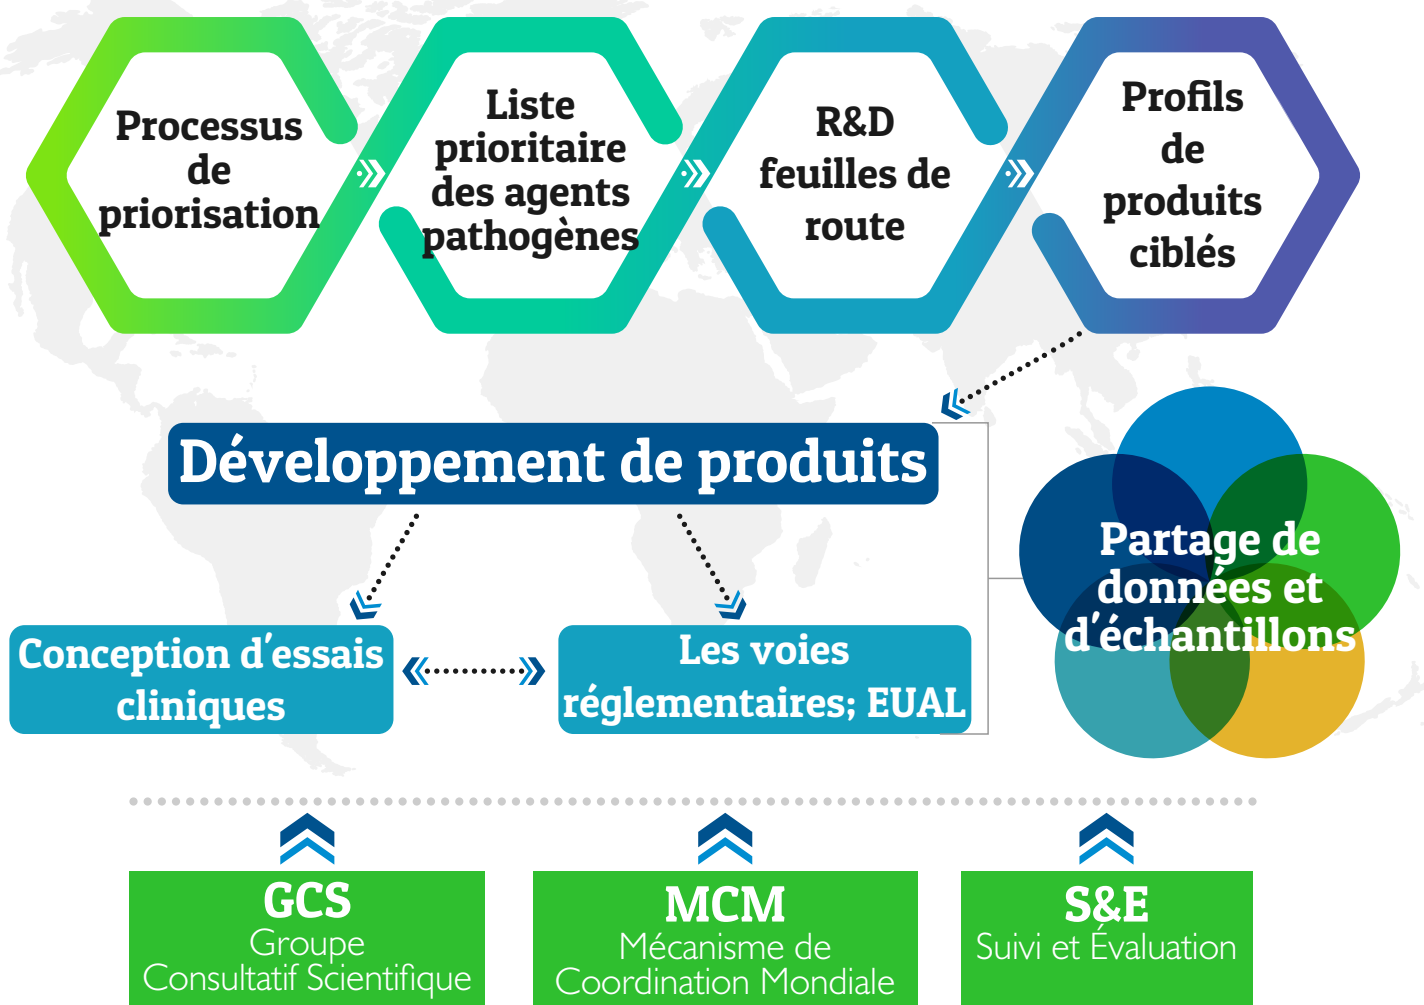 Processus
de
priorisation
Liste
prioritaire
des agents
pathogènes
R&D
feuilles de
route
Profils
de
produits
ciblés
Développement de produits
Conception d'essais
cliniques
Les voies
réglementaires; EUAL
Partage de
données et
d'échantillons
GCS
Groupe
Consultatif Scientifique
MCM
Mécanisme de
Coordination Mondiale
S&E
Suivi et Évaluation